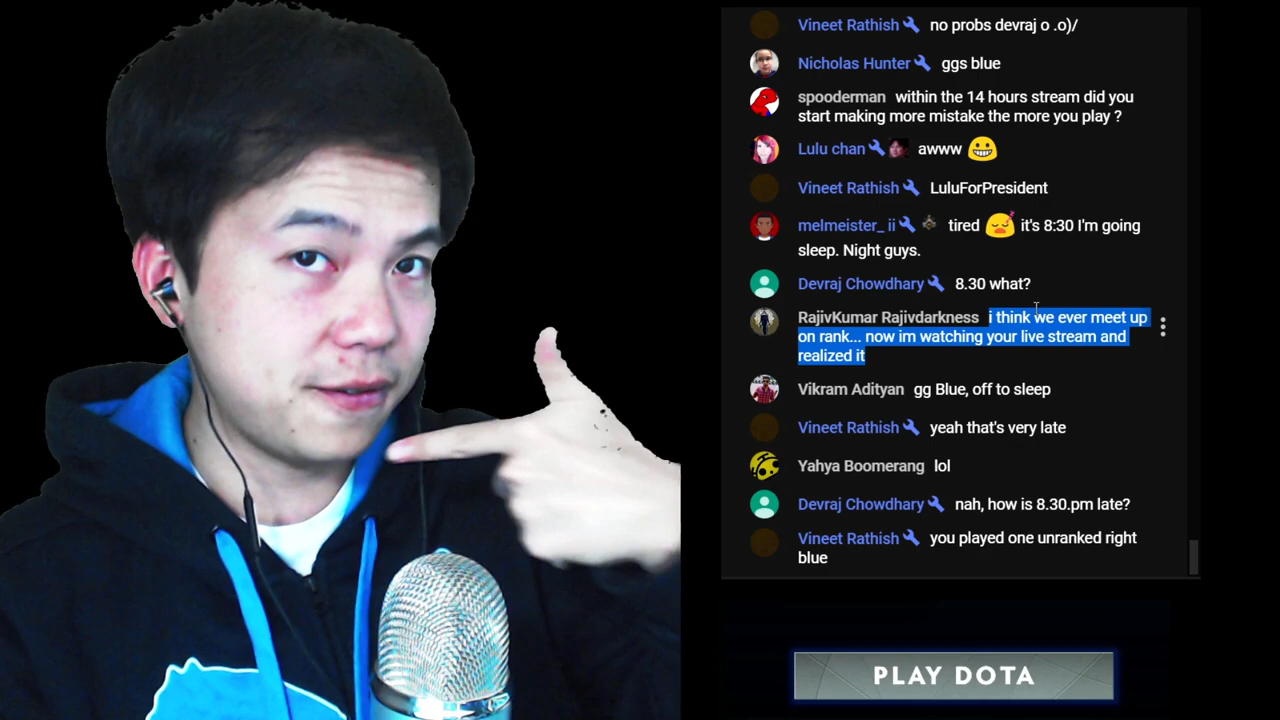 Vineet Rathish no probs devraj o .o)/
Nicholas Hunter ggs blue
spooderman within the 14 hours stream did you
start making more mistake the more you play ?
Lulu chan awww
Vineet Rathish LuluForPresident
melmeister_ ii tired it's 8:30 I'm going
sleep. Night guys.
Devraj Chowdhary 8.30 what?
RajivKumar Rajivdarkness i think we ever meet up
on rank... now im watching your live stream and
realized it
Vikram Adityan gg Blue, off to sleep
Vineet Rathish yeah that's very late
Yahya Boomerang lol
Devraj Chowdhary nah, how is 8.30.pm late?
Vineet Rathish you played one unranked right
blue
PLAY DOTA